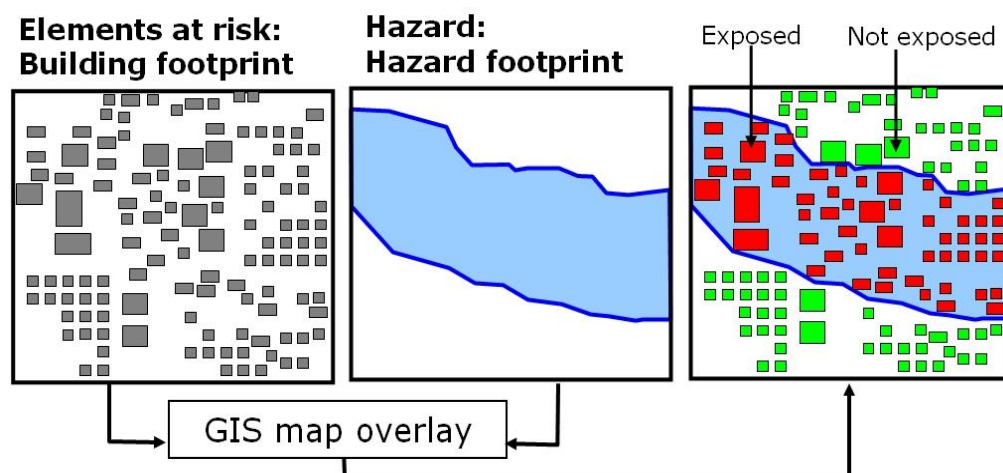 Elements at risk:
Building footprint
Hazard:
Hazard footprint
Exposed
Not exposed
GIS map overlay